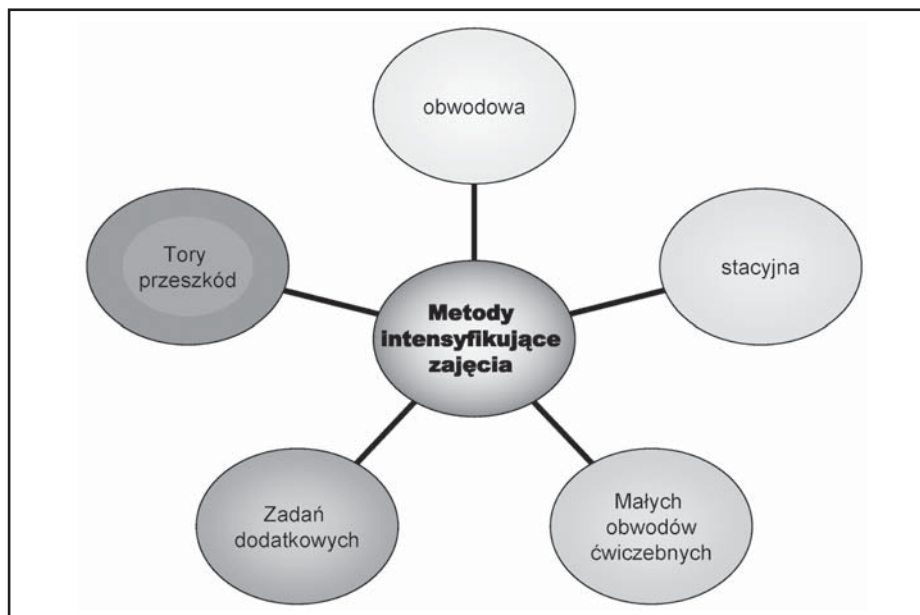 obwodowa
Tory
przeszkód
stacyjna
Metody
intensyfikujące
zajęcia
Zadań
dodatkowych
Małych
obwodów
ćwiczebnych